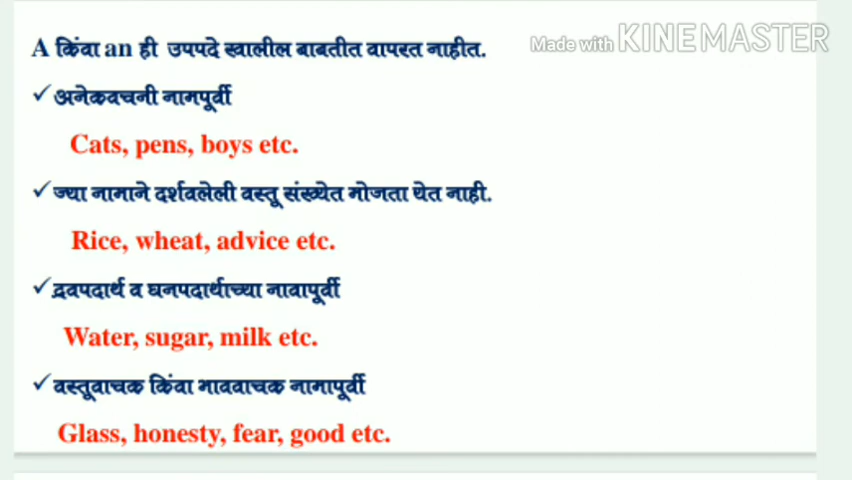 A किंवा an ही उपपदे खालील बाबतीत वापरत नाहीत.
Made with KINEMASTER
✓ अनेकवचनी नामपूर्वी
Cats, pens, boys etc.
✓ ज्या नामाने दर्शवलेली वस्तू संख्येत मोजता येत नाही.
Rice, wheat, advice etc.
✓ द्रवपदार्थ व घनपदार्थाच्या नावापूर्वी
Water, sugar, milk etc.
✓ वस्तूवाचक किंवा भाववाचक नामापूर्वी
Glass, honesty, fear, good etc.